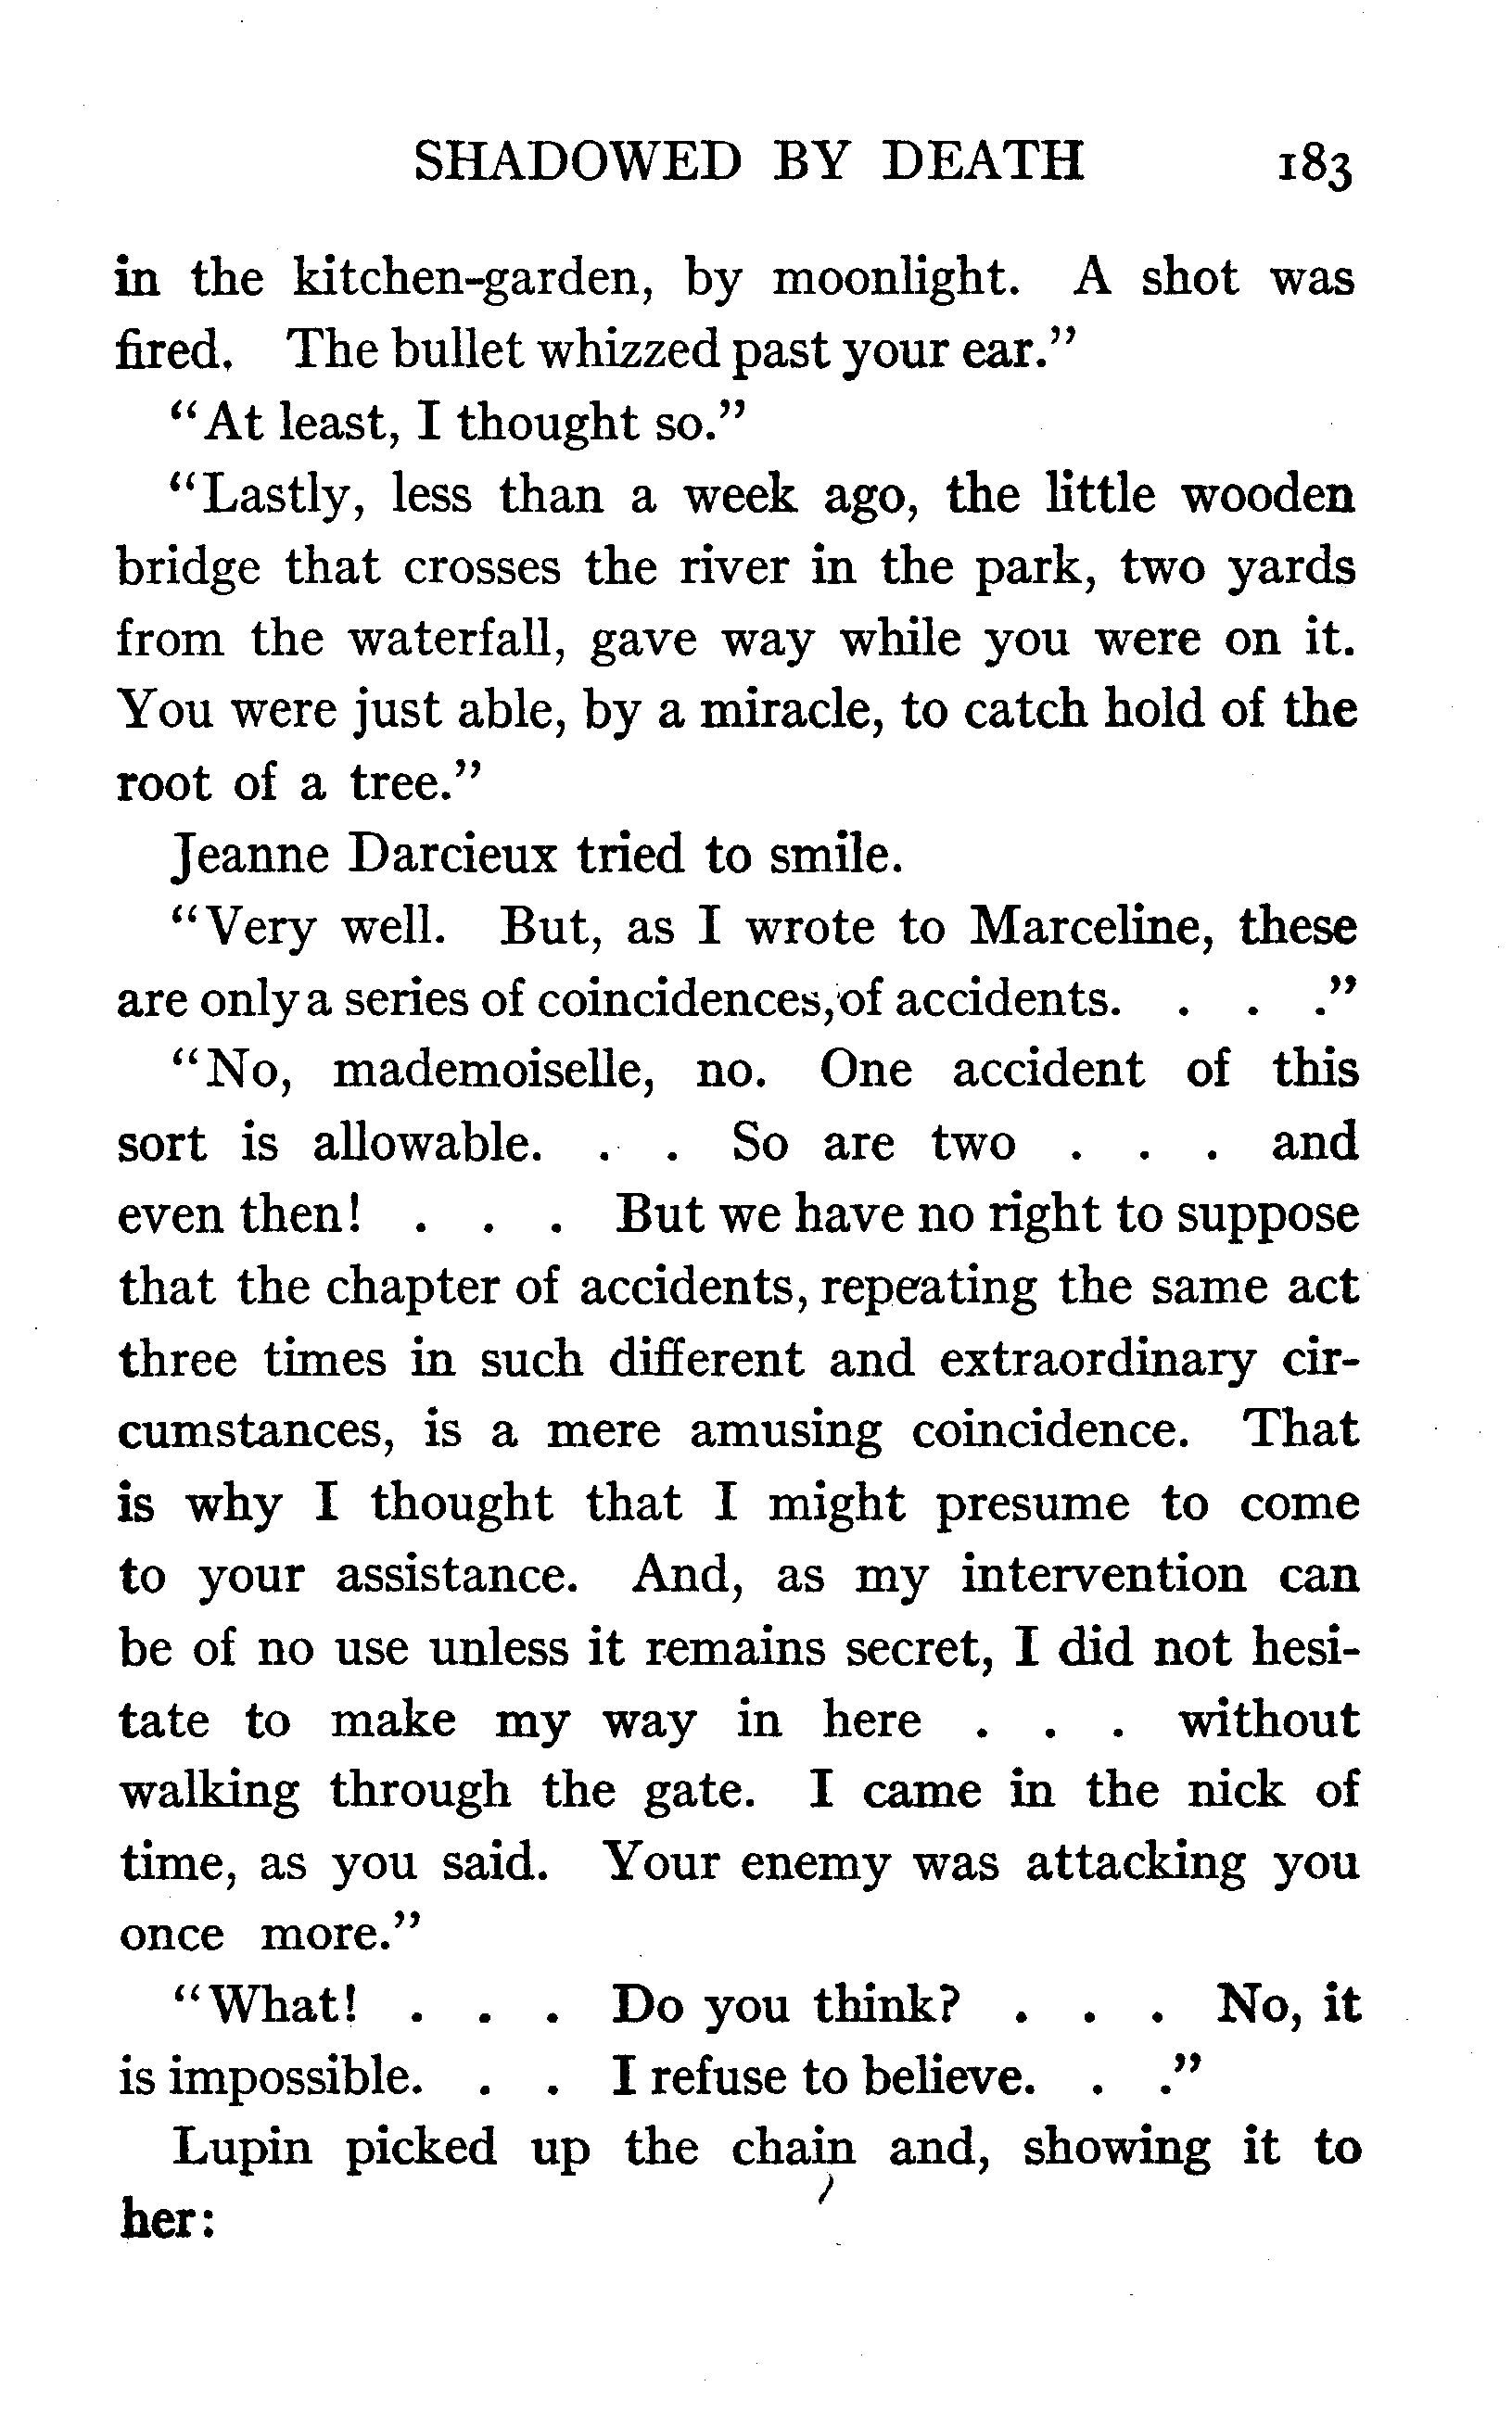 SHADOWED BY DEATH 183
in the kitchen-garden, by moonlight. A shot was
fired. The bullet whizzed past your ear."
"At least, I thought so."
"Lastly, less than a week ago, the little wooden
bridge that crosses the river in the park, two yards
from the waterfall, gave way while you were on it.
You were just able, by a miracle, to catch hold of the
root of a tree."
Jeanne Darcieux tried to smile.
"Very well. But, as I wrote to Marceline, these
are only a series of coincidences, of accidents. . . ."
"No, mademoiselle, no. One accident of this
sort is allowable. . . So are two . . . and
even then! . . . But we have no right to suppose
that the chapter of accidents, repeating the same act
three times in such different and extraordinary cir-
cumstances, is a mere amusing coincidence. That
is why I thought that I might presume to come
to your assistance. And, as my intervention can
be of no use unless it remains secret, I did not hesi-
tate to make my way in here . . . without
walking through the gate. I came in the nick of
time, as you said. Your enemy was attacking you
once more."
"What! . . . Do you think? . . . No, it
is impossible. . . I refuse to believe. . ."
Lupin picked up the chain and, showing it to
her: